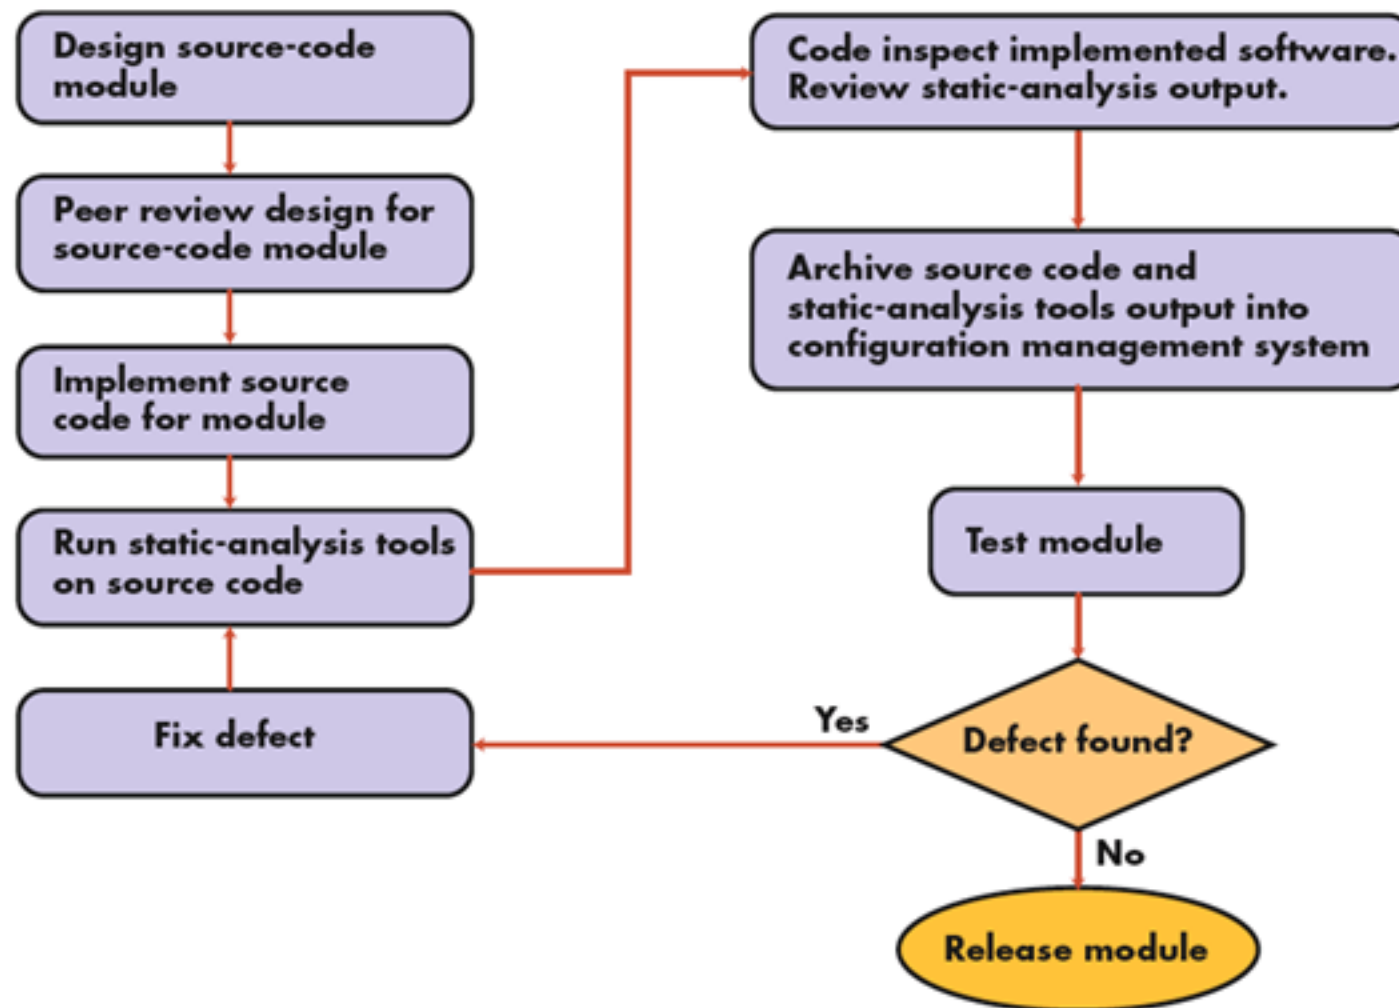 Design source-code
module
Peer review design for
source-code module
Implement source
code for module
Run static-analysis tools
on source code
Fix defect
Code inspect implemented software.
Review static-analysis output.
Archive source code and
static-analysis tools output into
configuration management system
Test module
Defect found?
Yes
No
Release module